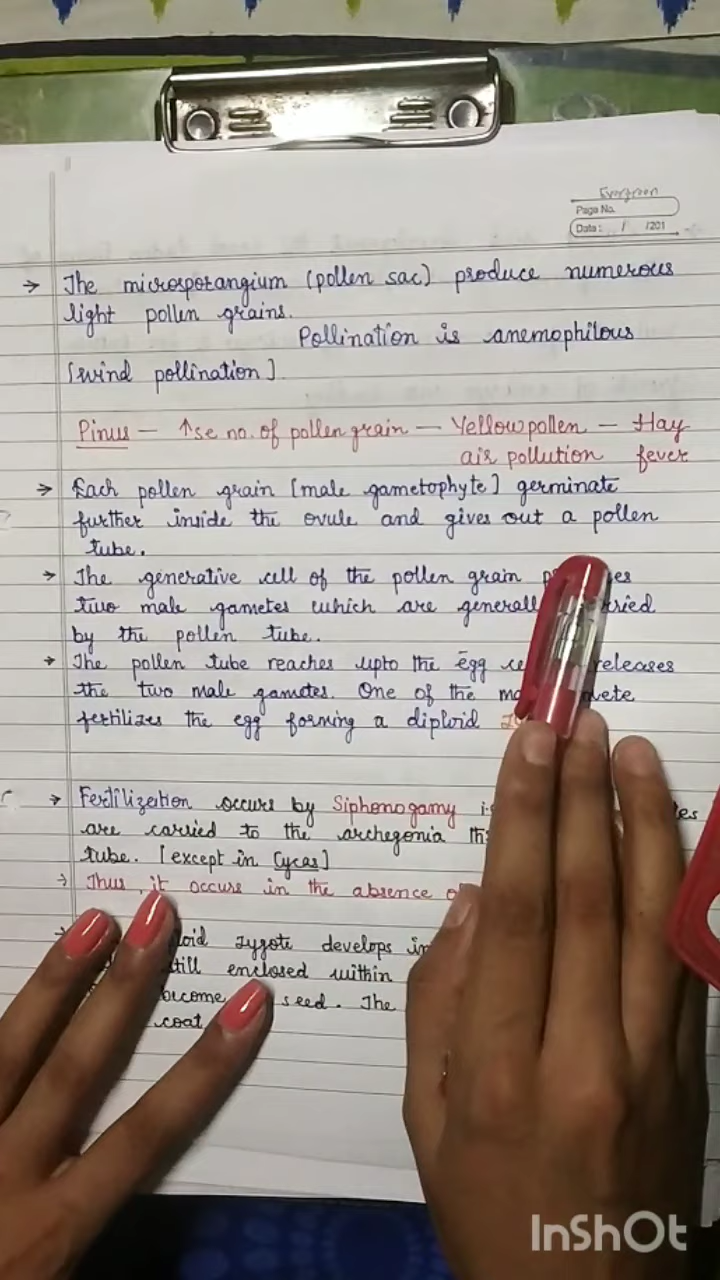 Evergreen
Page No.
Date: / /201
→ The microsporangium (pollen sac) produce numerous
light pollen grains.
Pollination is anemophilous
[wind pollination]
Pinus — ↑se no. of pollen grain — Yellow pollen — Hay
air pollution fever
→ Each pollen grain [male gametophyte] germinate
further inside the ovule and gives out a pollen
tube.
→ The generative cell of the pollen grain
two male gametes which are
by the pollen tube.
→ The pollen tube reaches upto the egg releases
the two male gametes. One of the
fertilizes the egg forming a diploid
→ Fertilization occurs by Siphonogamy
are carried to the archegonia
tube. [except in Cycas]
→ Thus, it occurs in the absence
zygote develops
still enclosed within
become seed. The
coat
InShOt